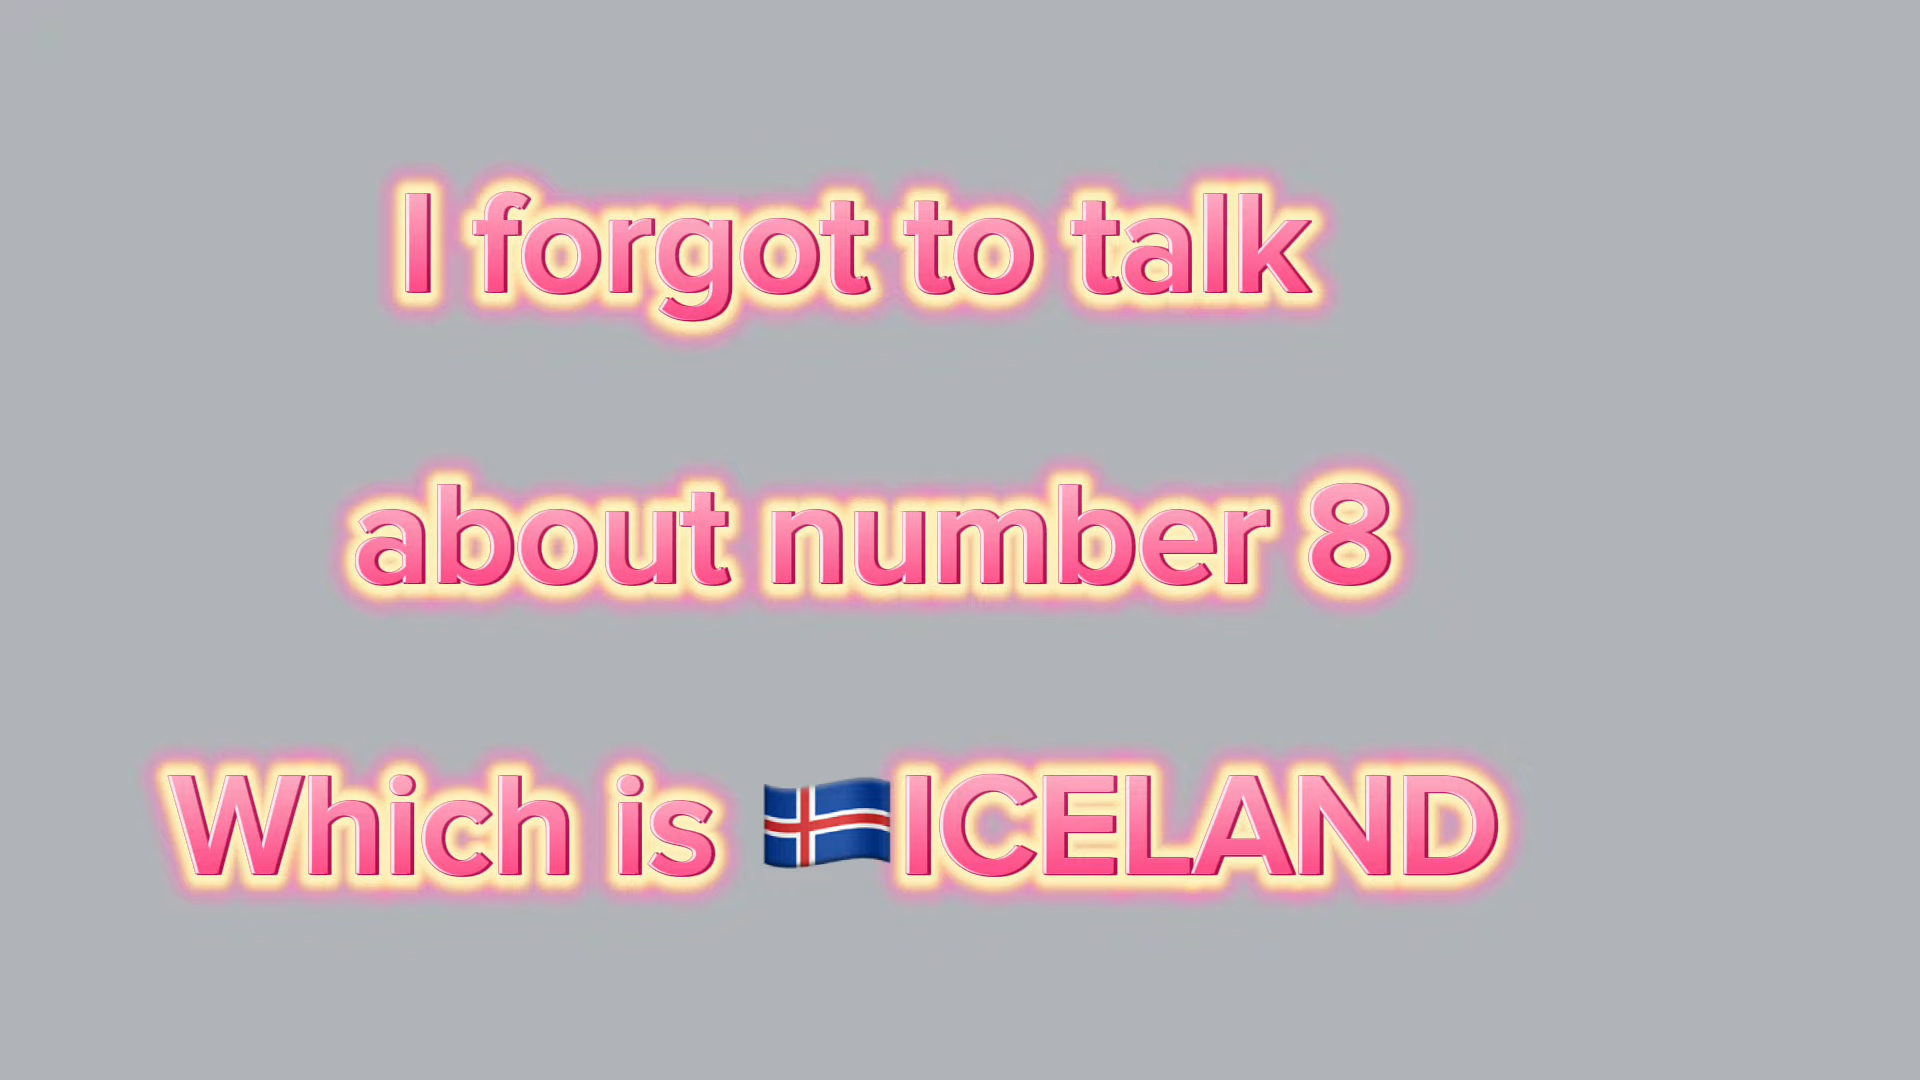 I forgot to talk
about number 8
Which is 🇮🇸ICELAND